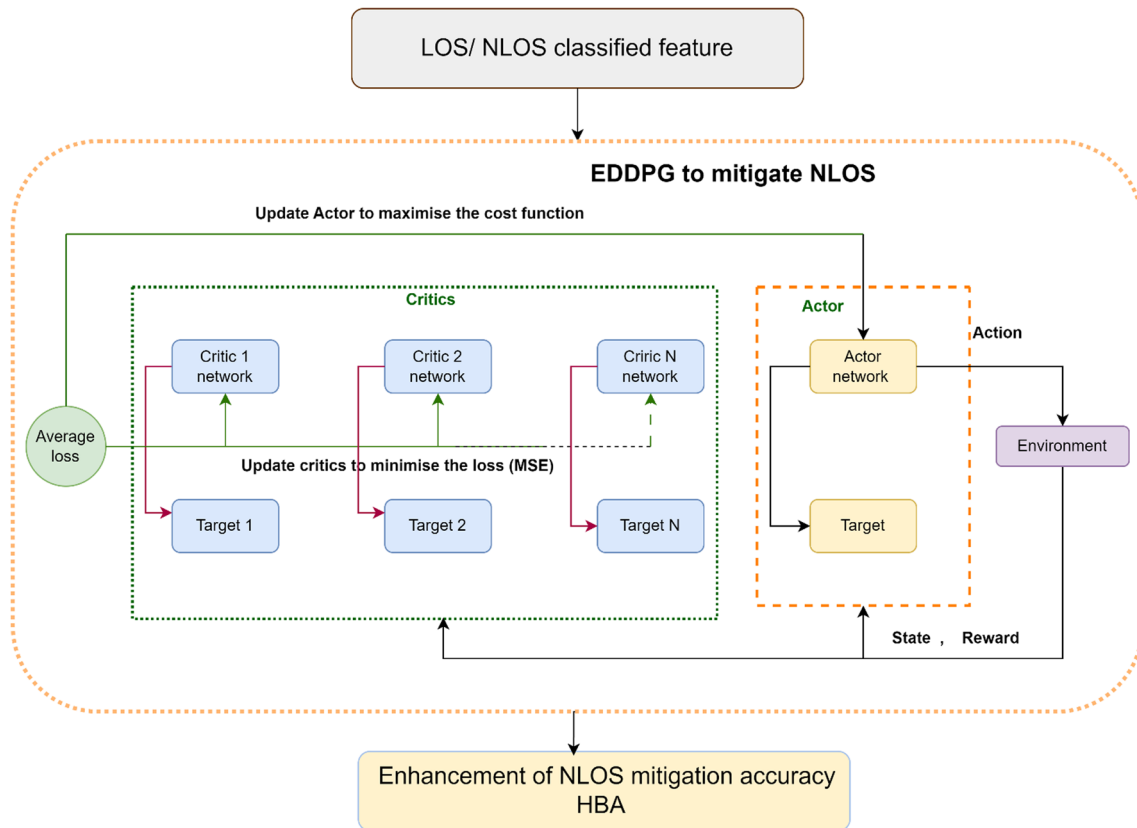 LOS/ NLOS classified feature
EDDPG to mitigate NLOS
Update Actor to maximise the cost function
Critics
Actor
Action
Critic 1
network
Critic 2
network
Criric N
network
Actor
network
Average
loss
Update critics to minimise the loss (MSE)
Environment
Target 1
Target 2
Target N
Target
State , Reward
Enhancement of NLOS mitigation accuracy
HBA